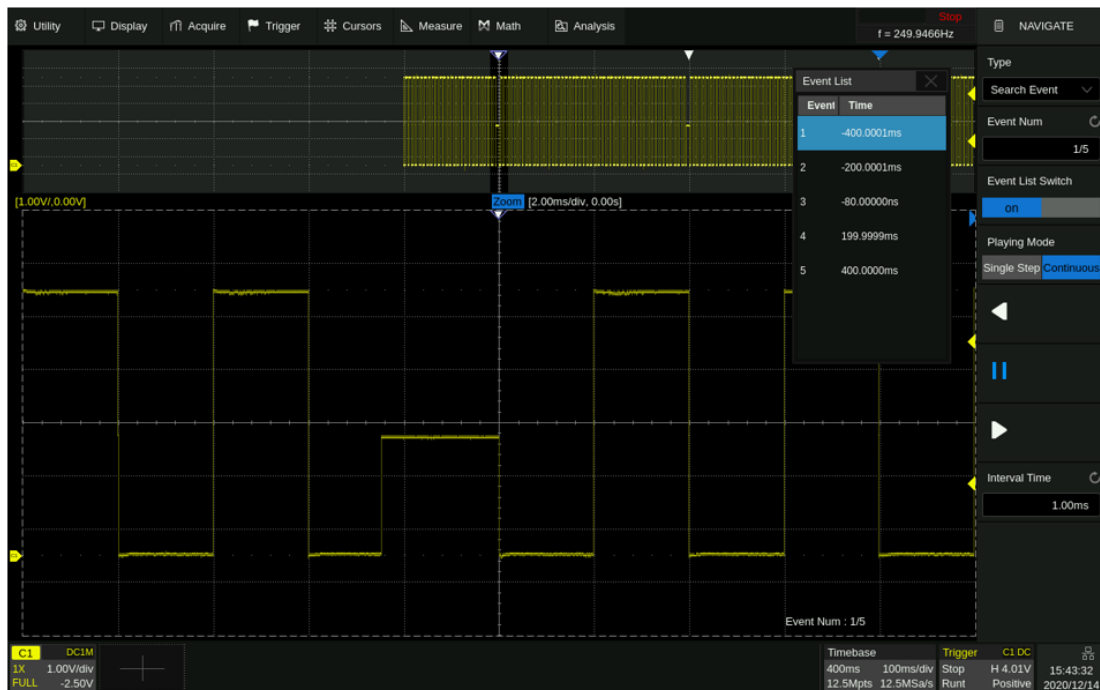 Utility Display Acquire Trigger Cursors Measure Math Analysis
Stop
f = 249.9466Hz
NAVIGATE
Type
Search Event
Event Num
1/5
Event List Switch
on
Playing Mode
Single Step Continuous
Interval Time
1.00ms
Event List
Event Time
1 -400.0001ms
2 -200.0001ms
3 -80.00000ns
4 199.9999ms
5 400.0000ms
[1.00V/,0.00V]
Zoom [2.00ms/div, 0.00s]
Event Num : 1/5
C1 DC1M
1X 1.00V/div
FULL -2.50V
Timebase
400ms 100ms/div
12.5Mpts 12.5MSa/s
Trigger C1 DC
Stop H 4.01V
Runt Positive
15:43:32
2020/12/14